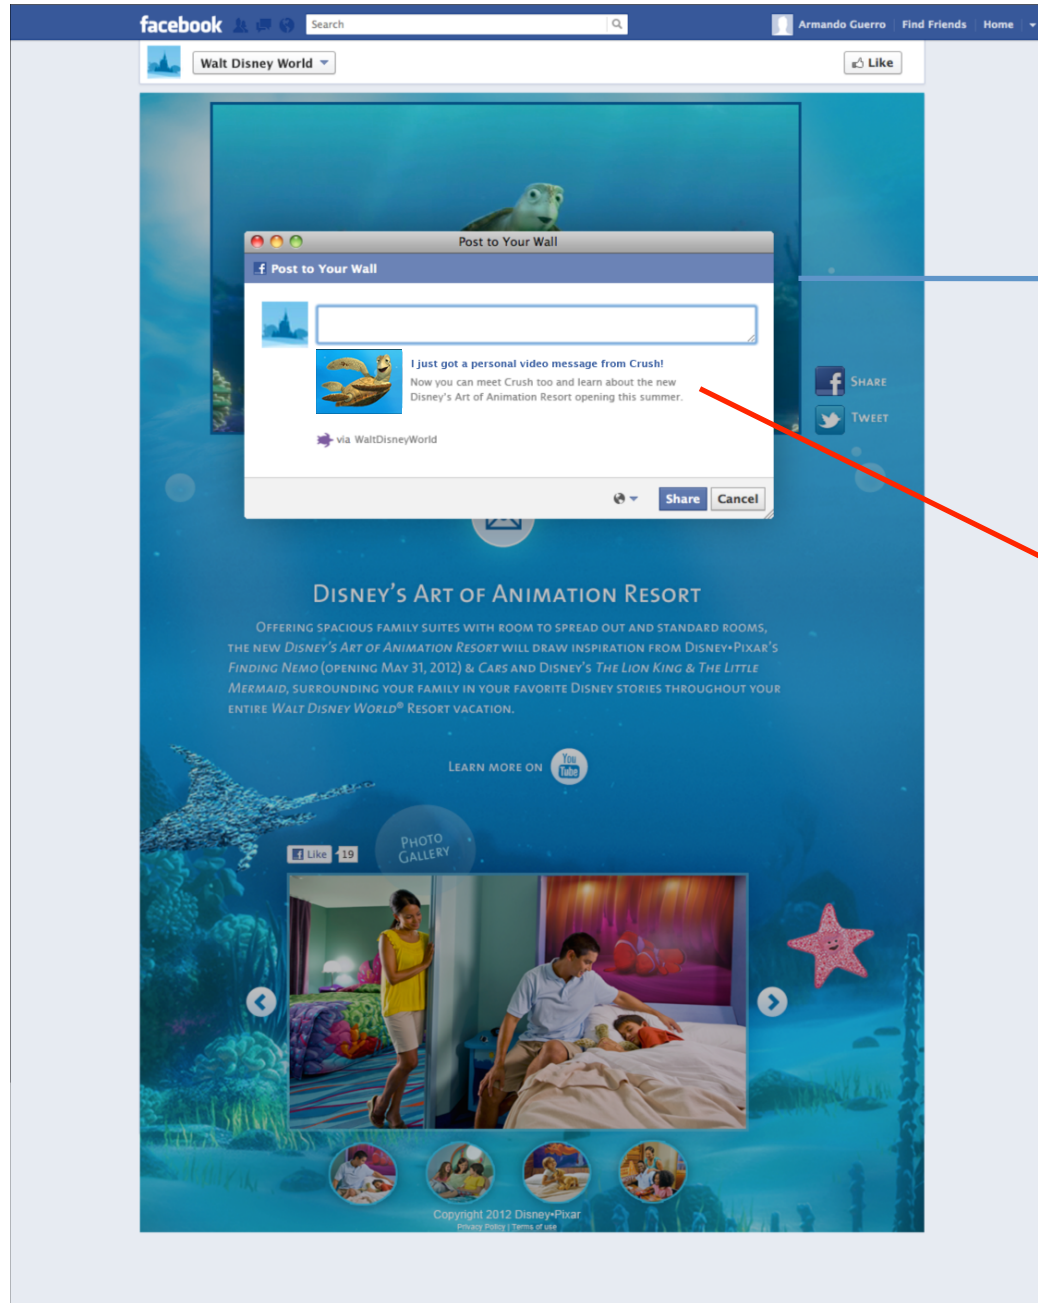 facebook
Search
Armando Guerro
Find Friends
Home
Walt Disney World
Like
Post to Your Wall
f Post to Your Wall
I just got a personal video message from Crush!
Now you can meet Crush too and learn about the new
Disney's Art of Animation Resort opening this summer.
via WaltDisneyWorld
Share Cancel
f SHARE
TWEET
DISNEY'S ART OF ANIMATION RESORT
OFFERING SPACIOUS FAMILY SUITES WITH ROOM TO SPREAD OUT AND STANDARD ROOMS,
THE NEW DISNEY'S ART OF ANIMATION RESORT WILL DRAW INSPIRATION FROM DISNEY•PIXAR'S
FINDING NEMO (OPENING MAY 31, 2012) & CARS AND DISNEY'S THE LION KING & THE LITTLE
MERMAID, SURROUNDING YOUR FAMILY IN YOUR FAVORITE DISNEY STORIES THROUGHOUT YOUR
ENTIRE WALT DISNEY WORLD® RESORT VACATION.
LEARN MORE ON You Tube
PHOTO
GALLERY
f Like 19
Copyright 2012 Disney•Pixar
Privacy Policy | Terms of use